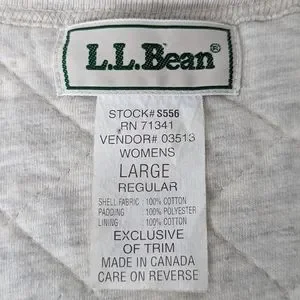 L.L.Bean®
STOCK# S556
RN 71341
VENDOR# 03513
WOMENS
LARGE
REGULAR
SHELL FABRIC : 100% COTTON
PADDING : 100% POLYESTER
LINING : 100% COTTON
EXCLUSIVE
OF TRIM
MADE IN CANADA
CARE ON REVERSE